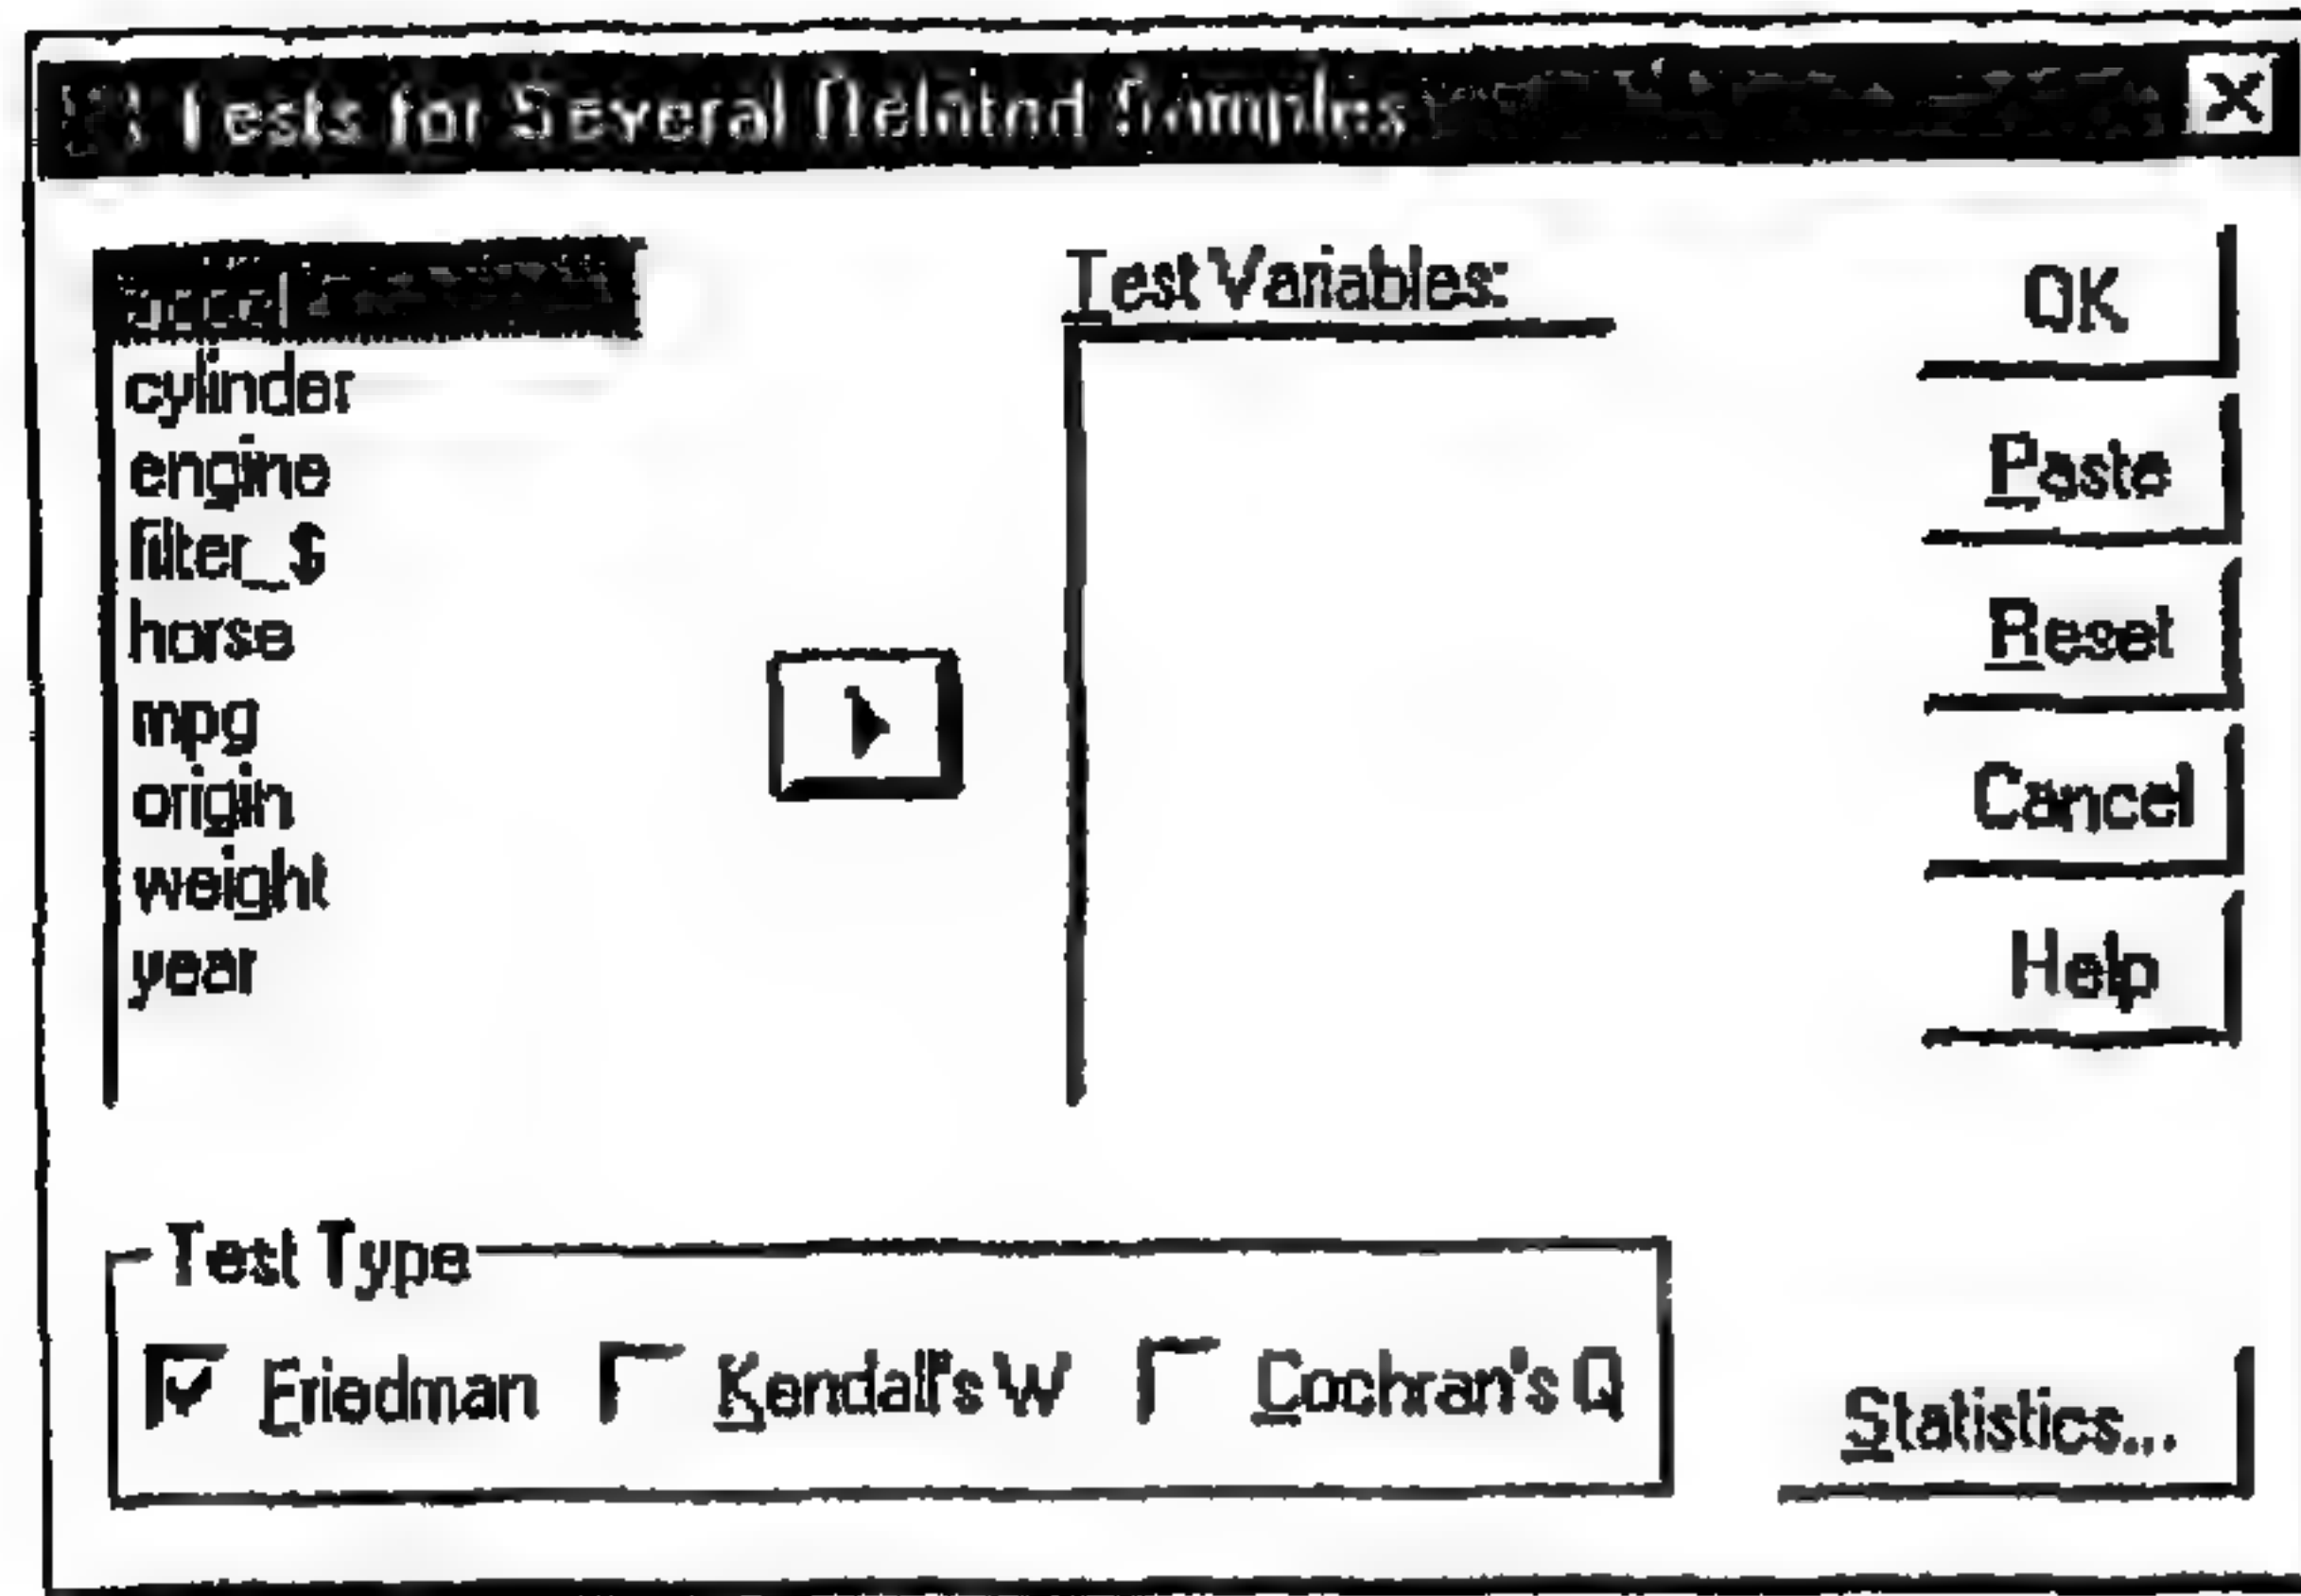 Tests for Several Related Samples
Test Variables:
accel
cylinder
engine
filter_$
horse
mpg
origin
weight
year
OK
Paste
Reset
Cancel
Help
Test Type
Friedman
Kendall's W
Cochran's Q
Statistics...